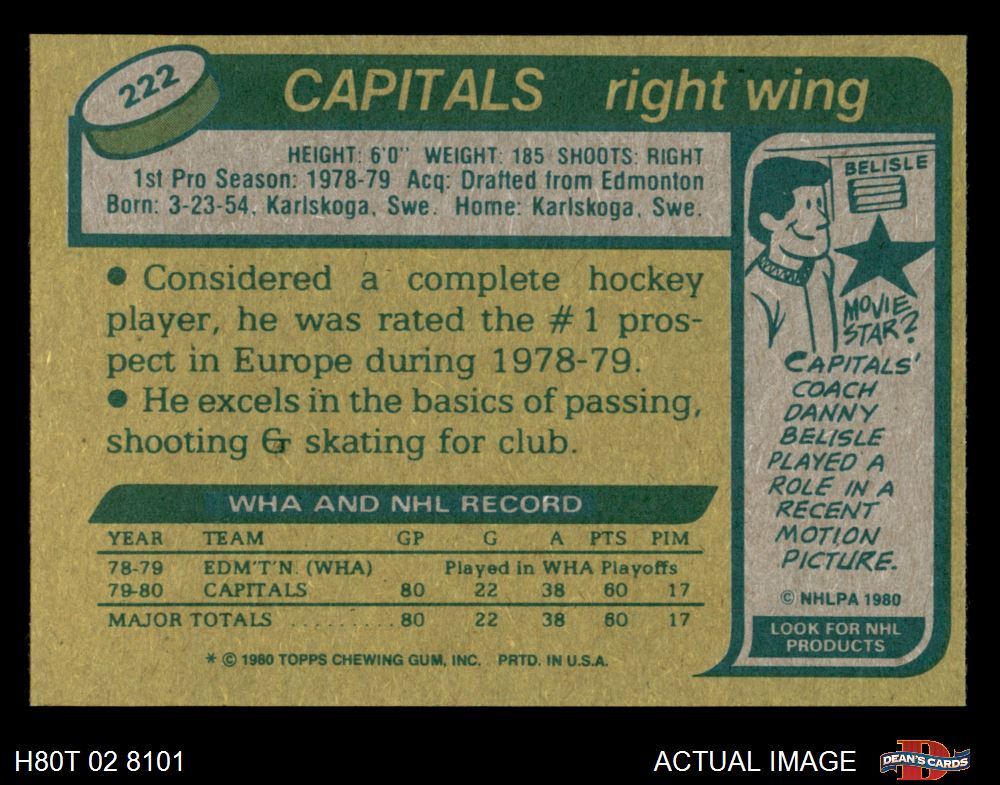 222
CAPITALS right wing
HEIGHT: 6'0" WEIGHT: 185 SHOOTS: RIGHT
1st Pro Season: 1978-79 Acq: Drafted from Edmonton
Born: 3-23-54, Karlskoga, Swe. Home: Karlskoga, Swe.
● Considered a complete hockey
player, he was rated the #1 pros-
pect in Europe during 1978-79.
● He excels in the basics of passing,
shooting & skating for club.
WHA AND NHL RECORD
YEAR TEAM GP G A PTS PIM
78-79 EDM'T'N. (WHA) Played in WHA Playoffs
79-80 CAPITALS 80 22 38 60 17
MAJOR TOTALS ......... 80 22 38 60 17
* © 1980 TOPPS CHEWING GUM, INC. PRTD. IN U.S.A.
BELISLE
MOVIE
STAR?
CAPITALS'
COACH
DANNY
BELISLE
PLAYED A
ROLE IN A
RECENT
MOTION
PICTURE.
© NHLPA 1980
LOOK FOR NHL
PRODUCTS
H80T 02 8101
ACTUAL IMAGE
D
DEAN'S CARDS